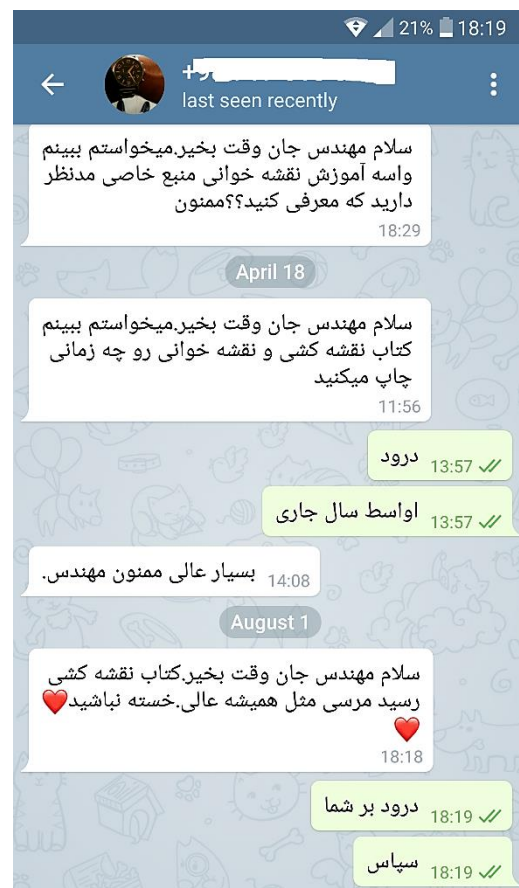 21% 18:19
last seen recently
سلام مهندس جان وقت بخیر.میخواستم ببینم
واسه آموزش نقشه خوانی منبع خاصی مدنظر
دارید که معرفی کنید؟؟ممنون
18:29
April 18
سلام مهندس جان وقت بخیر.میخواستم ببینم
کتاب نقشه کشی و نقشه خوانی رو چه زمانی
چاپ میکنید
11:56
درود
13:57
اواسط سال جاری
13:57
بسیار عالی ممنون مهندس.
14:08
August 1
سلام مهندس جان وقت بخیر.کتاب نقشه کشی
رسید مرسی مثل همیشه عالی.خسته نباشید❤️
❤️
18:18
درود بر شما
18:19
سپاس
18:19